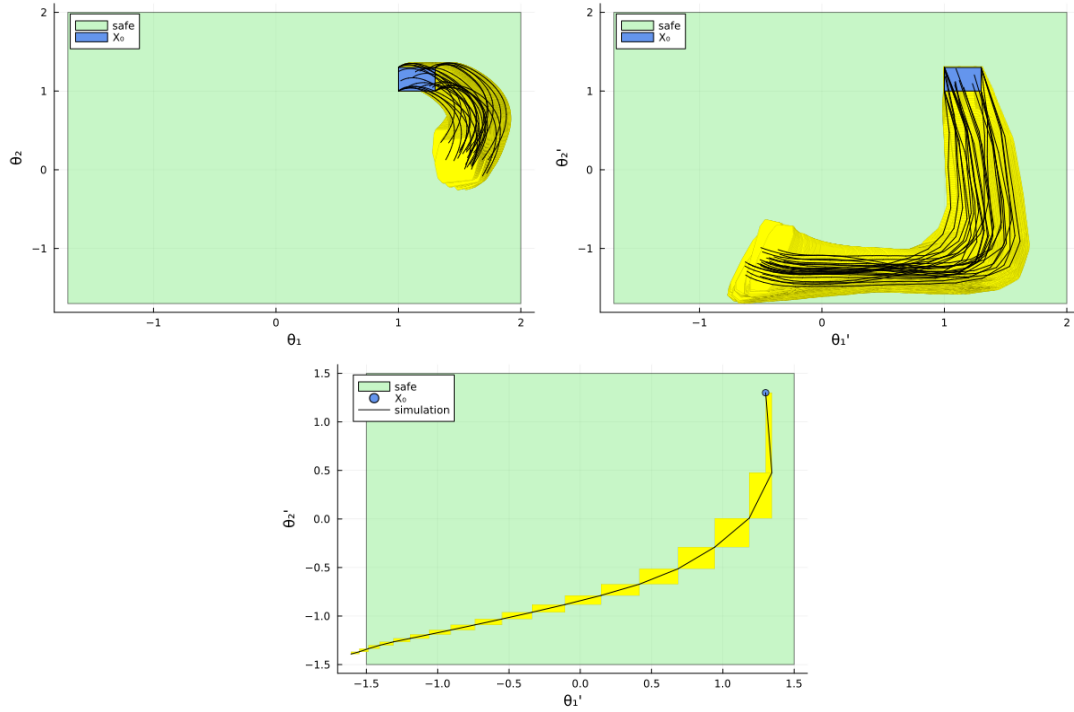 safe
X₀
2
1
0
−1
θ₂
−1
0
1
2
θ₁
safe
X₀
2
1
0
−1
θ₂'
−1
0
1
2
θ₁'
safe
X₀
simulation
1.5
1.0
0.5
0.0
−0.5
−1.0
−1.5
θ₂'
−1.5
−1.0
−0.5
0.0
0.5
1.0
1.5
θ₁'